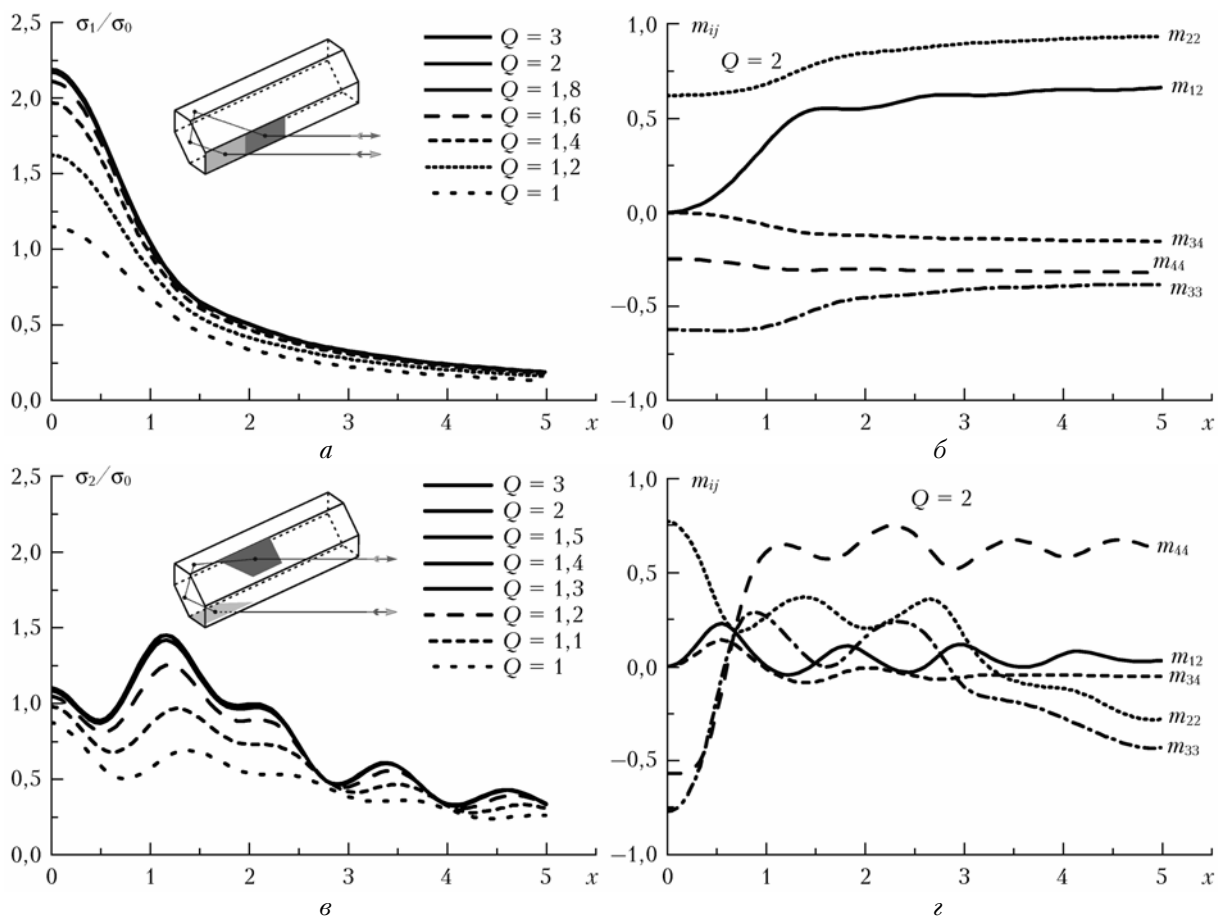 σ₁/σ₀
2,5
2,0
1,5
1,0
0,5
0,0
0 1 2 3 4 5 x
Q = 3
Q = 2
Q = 1,8
Q = 1,6
Q = 1,4
Q = 1,2
Q = 1
а
mᵢⱼ
Q = 2
1,0
0,5
0,0
−0,5
−1,0
0 1 2 3 4 5 x
m₂₂
m₁₂
m₃₄
m₄₄
m₃₃
б
σ₂/σ₀
2,5
2,0
1,5
1,0
0,5
0,0
0 1 2 3 4 5 x
Q = 3
Q = 2
Q = 1,5
Q = 1,4
Q = 1,3
Q = 1,2
Q = 1,1
Q = 1
в
mᵢⱼ
Q = 2
1,0
0,5
0,0
−0,5
−1,0
0 1 2 3 4 5 x
m₄₄
m₁₂
m₃₄
m₂₂
m₃₃
г